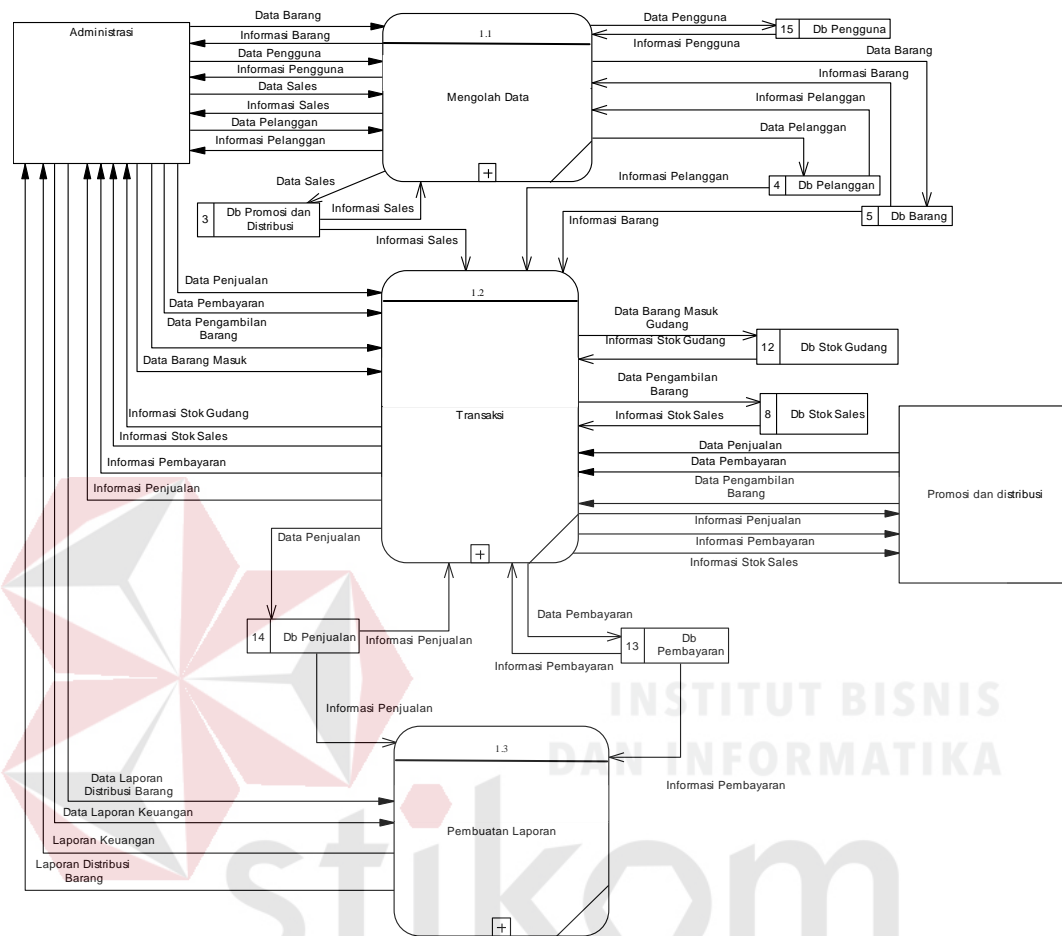 Administrasi
Data Barang
Informasi Barang
Data Pengguna
Informasi Pengguna
Data Sales
Informasi Sales
Data Pelanggan
Informasi Pelanggan
1.1
Mengolah Data
+
Data Pengguna
Informasi Pengguna
15 Db Pengguna
Data Barang
Informasi Barang
Informasi Pelanggan
Data Pelanggan
Informasi Pelanggan
4 Db Pelanggan
Informasi Barang
5 Db Barang
Data Sales
3 Db Promosi dan
Distribusi
Informasi Sales
Informasi Sales
1.2
Transaksi
+
Data Penjualan
Data Pembayaran
Data Pengambilan
Barang
Data Barang Masuk
Informasi Stok Gudang
Informasi Stok Sales
Informasi Pembayaran
Informasi Penjualan
Data Barang Masuk
Gudang
Informasi Stok Gudang
12 Db Stok Gudang
Data Pengambilan
Barang
Informasi Stok Sales
8 Db Stok Sales
Data Penjualan
Data Pembayaran
Data Pengambilan
Barang
Informasi Penjualan
Informasi Pembayaran
Informasi Stok Sales
Promosi dan distribusi
Data Penjualan
14 Db Penjualan
Informasi Penjualan
Data Pembayaran
Informasi Pembayaran
13 Db
Pembayaran
Informasi Penjualan
Informasi Pembayaran
1.3
Pembuatan Laporan
+
Data Laporan
Distribusi Barang
Data Laporan Keuangan
Laporan Keuangan
Laporan Distribusi
Barang
INSTITUT BISNIS
DAN INFORMATIKA
stikom